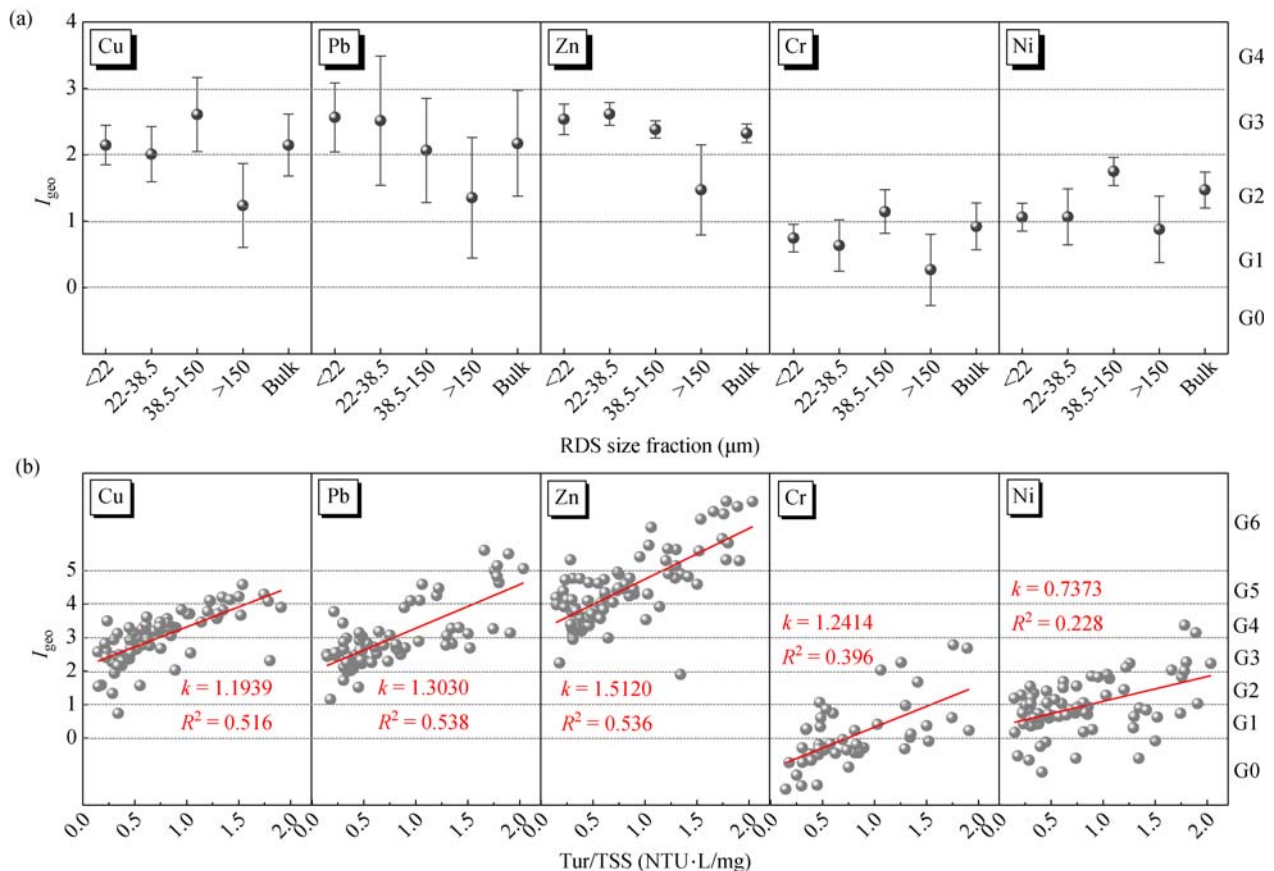 (a)
Cu
Pb
Zn
Cr
Ni
4
3
2
1
0
I_geo
G4
G3
G2
G1
G0
<22
22-38.5
38.5-150
>150
Bulk
<22
22-38.5
38.5-150
>150
Bulk
<22
22-38.5
38.5-150
>150
Bulk
<22
22-38.5
38.5-150
>150
Bulk
<22
22-38.5
38.5-150
>150
Bulk
RDS size fraction (μm)
(b)
Cu
Pb
Zn
Cr
Ni
5
4
3
2
1
0
I_geo
k = 1.1939
R² = 0.516
k = 1.3030
R² = 0.538
k = 1.5120
R² = 0.536
k = 1.2414
R² = 0.396
k = 0.7373
R² = 0.228
G6
G5
G4
G3
G2
G1
G0
0.0 0.5 1.0 1.5 2.0
0.0 0.5 1.0 1.5 2.0
0.0 0.5 1.0 1.5 2.0
0.0 0.5 1.0 1.5 2.0
0.0 0.5 1.0 1.5 2.0
Tur/TSS (NTU·L/mg)